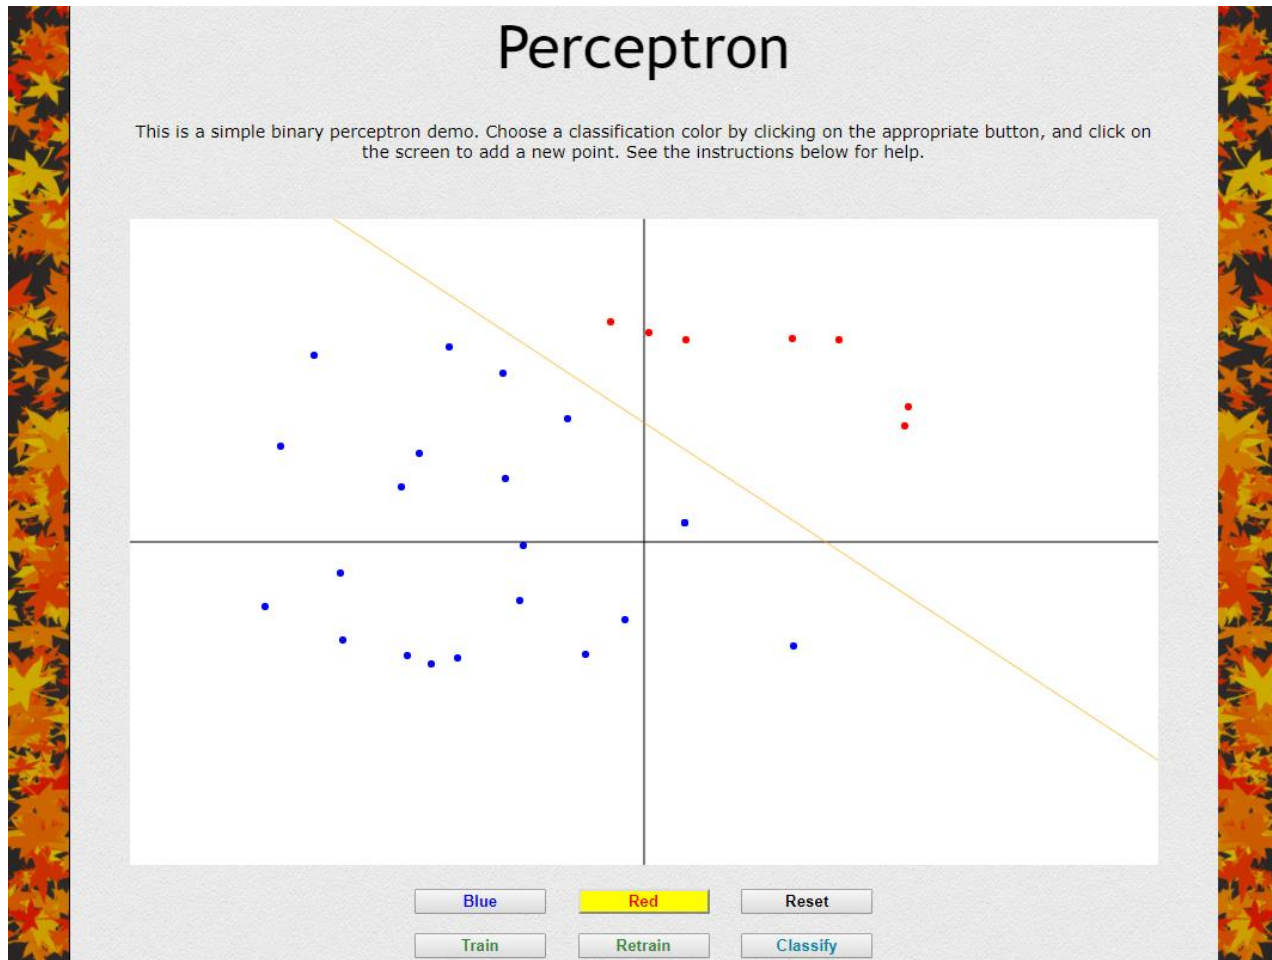 Perceptron
This is a simple binary perceptron demo. Choose a classification color by clicking on the appropriate button, and click on
the screen to add a new point. See the instructions below for help.
Blue Red Reset
Train Retrain Classify